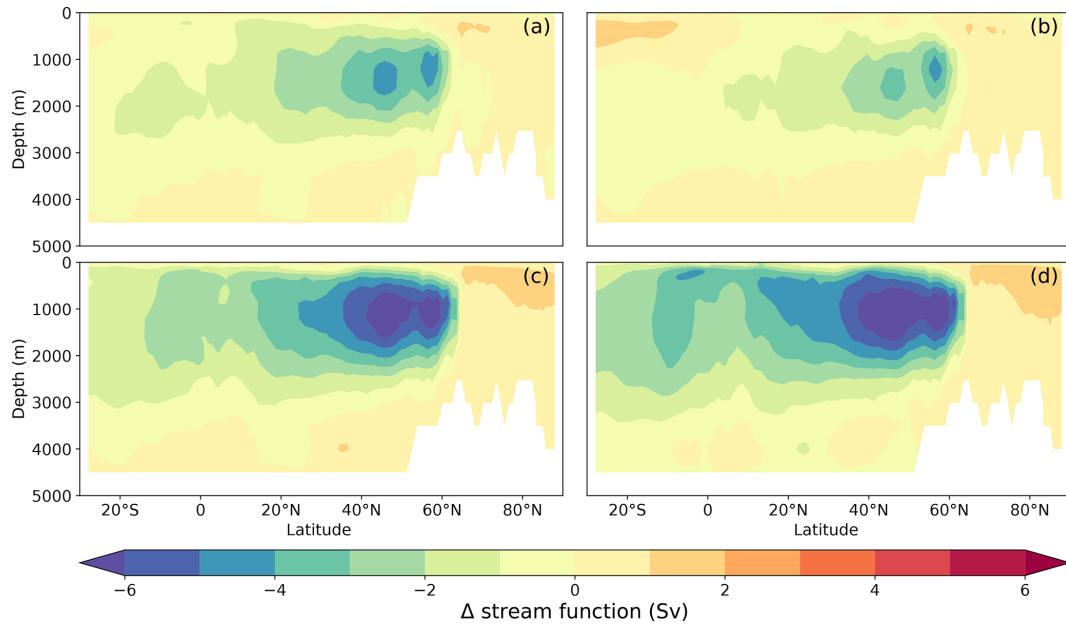 (a)
(b)
0
1000
2000
3000
4000
5000
Depth (m)
(c)
(d)
0
1000
2000
3000
4000
5000
Depth (m)
20°S 0 20°N 40°N 60°N 80°N
Latitude
20°S 0 20°N 40°N 60°N 80°N
Latitude
−6 −4 −2 0 2 4 6
Δ stream function (Sv)